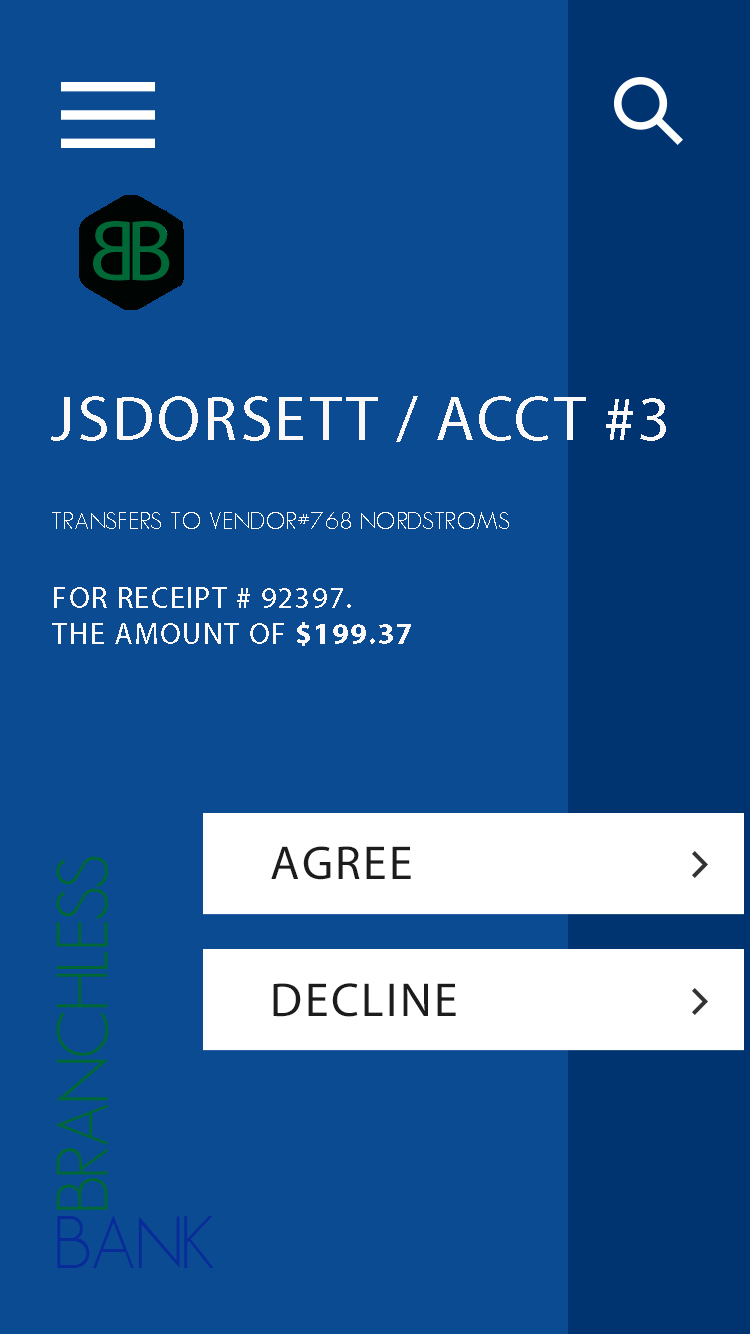 BB
JSDORSETT / ACCT #3
TRANSFERS TO VENDOR#768 NORDSTROMS
FOR RECEIPT # 92397.
THE AMOUNT OF $199.37
AGREE
DECLINE
BRANCHLESS
BANK